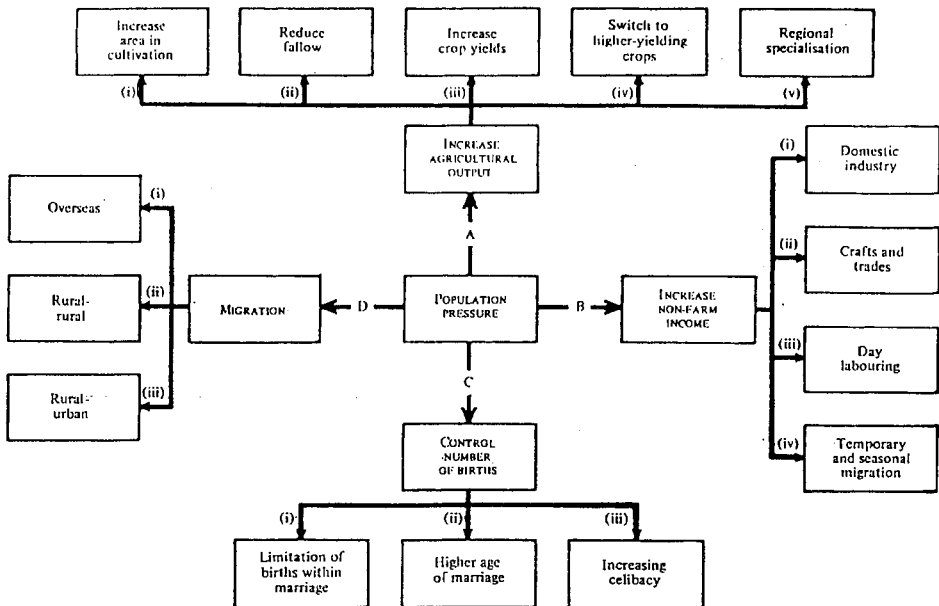 Increase
area in
cultivation
Reduce
fallow
Increase
crop yields
Switch to
higher-yielding
crops
Regional
specialisation
(i)
(ii)
(iii)
(iv)
(v)
INCREASE
AGRICULTURAL
OUTPUT
A
(i)
Domestic
industry
(ii)
Crafts and
trades
(iii)
Day
labouring
(iv)
Temporary
and seasonal
migration
INCREASE
NON-FARM
INCOME
B
POPULATION
PRESSURE
D
MIGRATION
(i)
Overseas
(ii)
Rural-
rural
(iii)
Rural-
urban
C
CONTROL
NUMBER
OF BIRTHS
(i)
(ii)
(iii)
Limitation of
births within
marriage
Higher age
of marriage
Increasing
celibacy